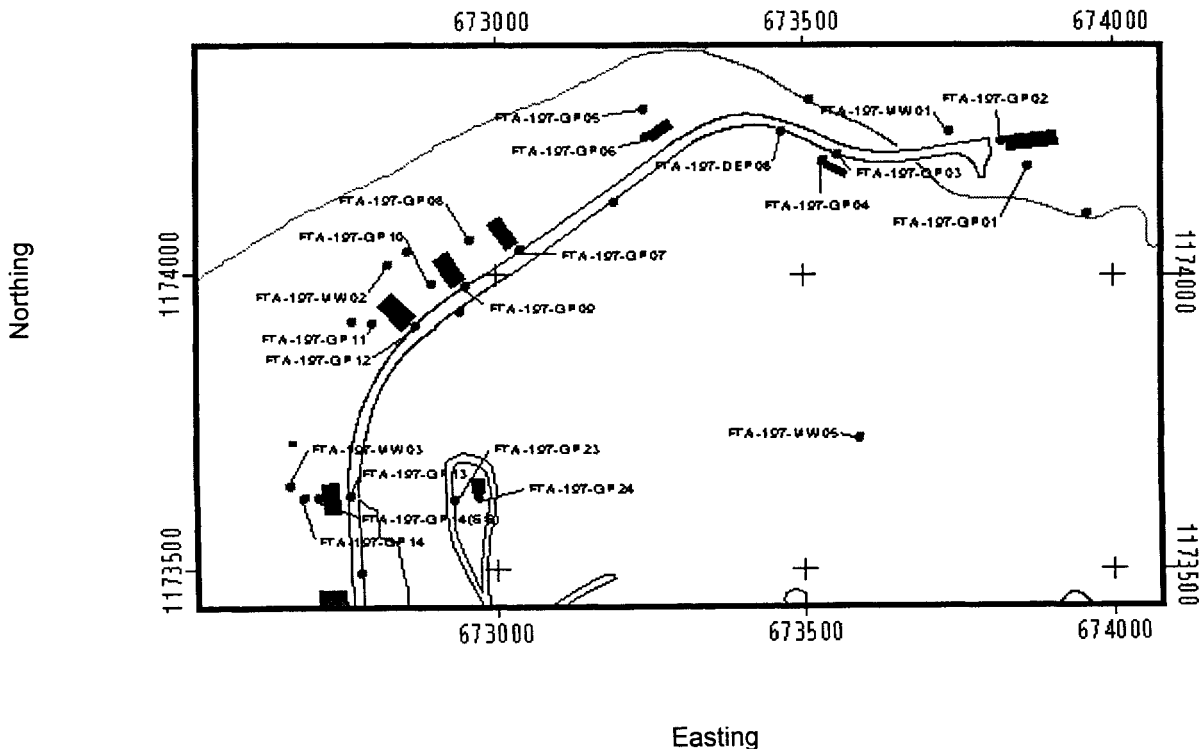 673000
673500
674000
FTA-197-GP05
FTA-197-MW01
FTA-197-GP02
FTA-197-GP06
FTA-197-DEP08
FTA-197-GP03
FTA-197-GP04
FTA-197-GP01
FTA-197-GP08
FTA-197-GP10
FTA-197-GP07
FTA-197-MW02
FTA-197-GP09
FTA-197-GP11
FTA-197-GP12
1174000
1174000
Northing
FTA-197-MW05
FTA-197-MW03
FTA-197-GP23
FTA-197-GP13
FTA-197-GP24
FTA-197-GP14(SS)
FTA-197-GP14
1173500
1173500
673000
673500
674000
Easting